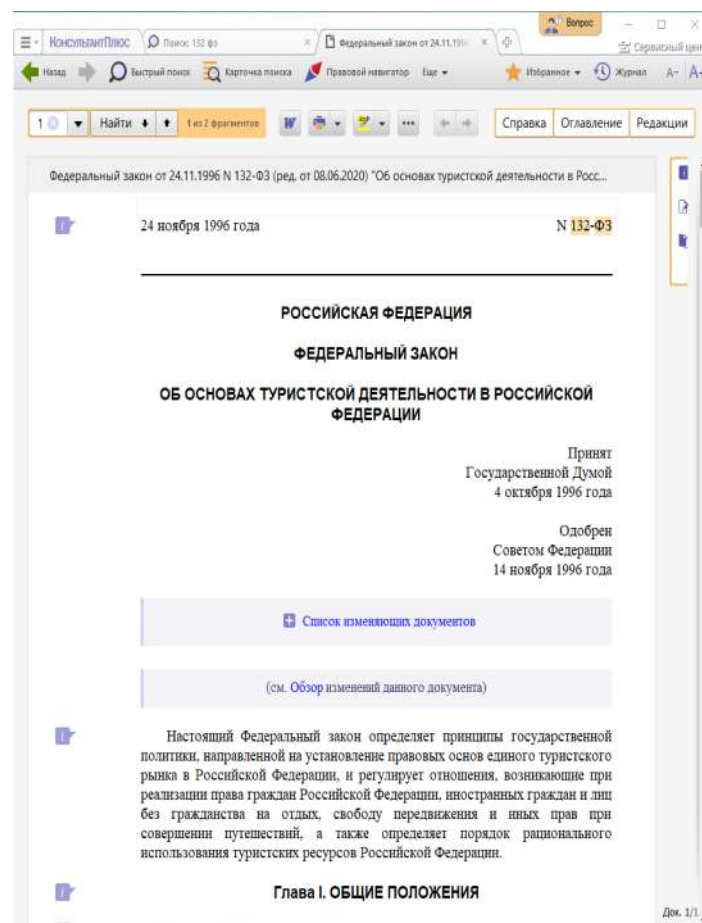 Вопрос
КонсультантПлюс
Поиск: 132 фз
Федеральный закон от 24.11.199
Сервисный цен
Назад
Быстрый поиск
Карточка поиска
Правовой навигатор
Еще
Избранное
Журнал
A- A+
1
Найти
1 из 2 фрагментов
W
Справка
Оглавление
Редакции
Федеральный закон от 24.11.1996 N 132-ФЗ (ред. от 08.06.2020) "Об основах туристской деятельности в Росс...
24 ноября 1996 года N 132-ФЗ
РОССИЙСКАЯ ФЕДЕРАЦИЯ
ФЕДЕРАЛЬНЫЙ ЗАКОН
ОБ ОСНОВАХ ТУРИСТСКОЙ ДЕЯТЕЛЬНОСТИ В РОССИЙСКОЙ
ФЕДЕРАЦИИ
Принят
Государственной Думой
4 октября 1996 года
Одобрен
Советом Федерации
14 ноября 1996 года
Список изменяющих документов
(см. Обзор изменений данного документа)
Настоящий Федеральный закон определяет принципы государственной
политики, направленной на установление правовых основ единого туристского
рынка в Российской Федерации, и регулирует отношения, возникающие при
реализации права граждан Российской Федерации, иностранных граждан и лиц
без гражданства на отдых, свободу передвижения и иных прав при
совершении путешествий, а также определяет порядок рационального
использования туристских ресурсов Российской Федерации.
Глава I. ОБЩИЕ ПОЛОЖЕНИЯ
Док. 1/1